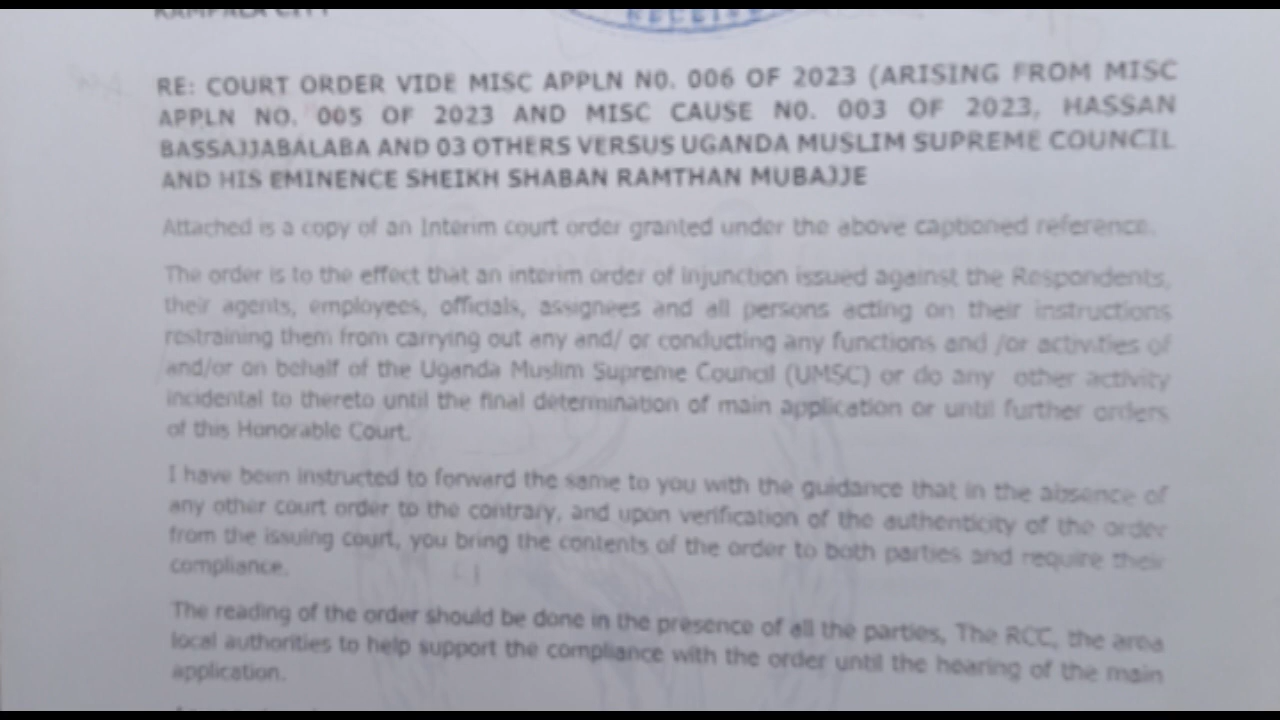 KAMPALA CITY
RECEIVE
RE: COURT ORDER VIDE MISC APPLN N0. 006 OF 2023 (ARISING FROM MISC
APPLN NO. 005 OF 2023 AND MISC CAUSE NO. 003 OF 2023, HASSAN
BASSAJJABALABA AND 03 OTHERS VERSUS UGANDA MUSLIM SUPREME COUNCIL
AND HIS EMINENCE SHEIKH SHABAN RAMTHAN MUBAJJE
Attached is a copy of an Interim court order granted under the above captioned reference.
The order is to the effect that an interim order of Injunction issued against the Respondents,
their agents, employees, officials, assignees and all persons acting on their instructions
restraining them from carrying out any and/ or conducting any functions and /or activities of
and/or on behalf of the Uganda Muslim Supreme Council (UMSC) or do any other activity
incidental to thereto until the final determination of main application or until further orders
of this Honorable Court.
I have been instructed to forward the same to you with the guidance that in the absence of
any other court order to the contrary, and upon verification of the authenticity of the order
from the issuing court, you bring the contents of the order to both parties and require their
compliance.
The reading of the order should be done in the presence of all the parties, The RCC, the area
local authorities to help support the compliance with the order until the hearing of the main
application.